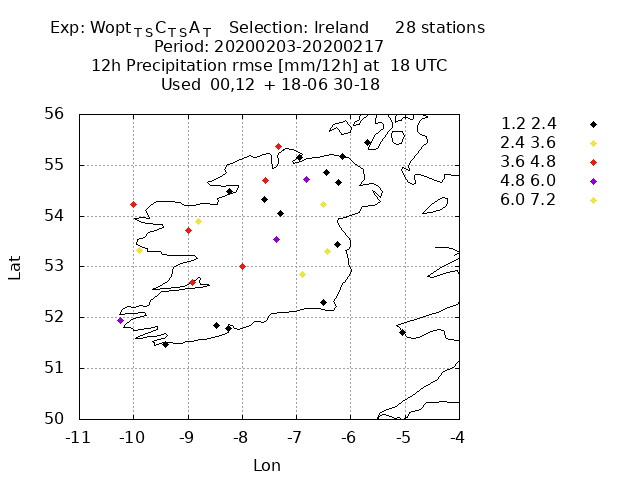 Exp: Wopt_TS C_TS A_T   Selection: Ireland     28 stations
Period: 20200203-20200217
12h Precipitation rmse [mm/12h] at  18 UTC
Used  00,12  + 18-06 30-18
56
55
54
53
52
51
50
-11 -10 -9 -8 -7 -6 -5 -4
Lat
Lon
1.2 2.4
2.4 3.6
3.6 4.8
4.8 6.0
6.0 7.2